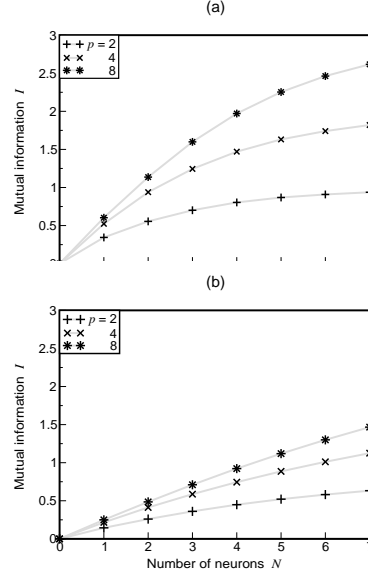 (a)
3
2.5
2
1.5
1
0.5
0
Mutual information I
p = 2
4
8
(b)
3
2.5
2
1.5
1
0.5
0
Mutual information I
p = 2
4
8
0 1 2 3 4 5 6 7
Number of neurons N